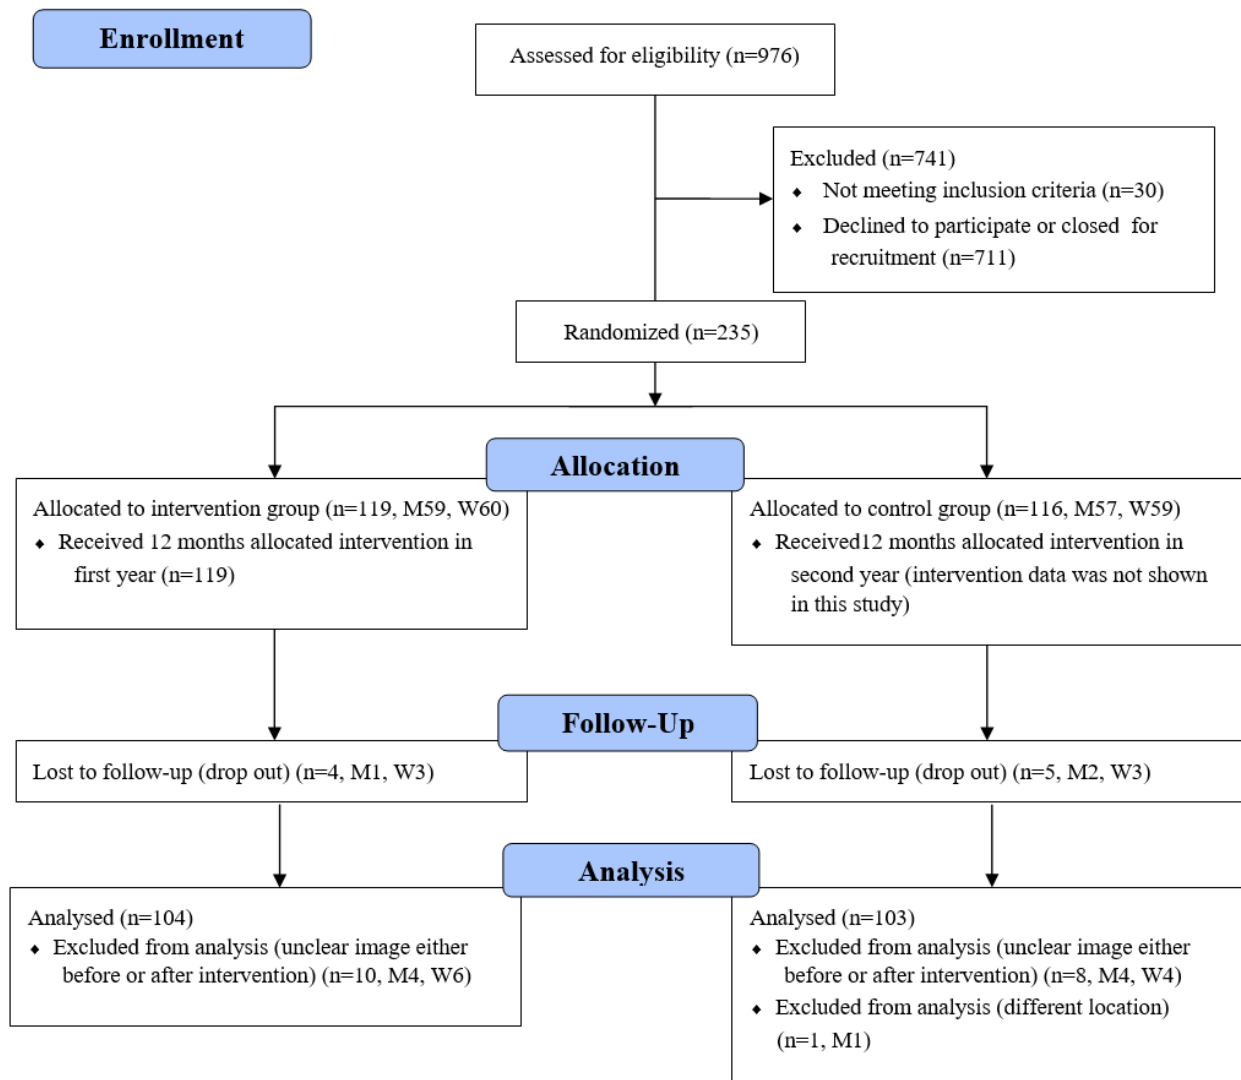 Enrollment
Assessed for eligibility (n=976)
Excluded (n=741)
⬥ Not meeting inclusion criteria (n=30)
⬥ Declined to participate or closed for
recruitment (n=711)
Randomized (n=235)
Allocation
Allocated to intervention group (n=119, M59, W60)
⬥ Received 12 months allocated intervention in
first year (n=119)
Allocated to control group (n=116, M57, W59)
⬥ Received12 months allocated intervention in
second year (intervention data was not shown
in this study)
Follow-Up
Lost to follow-up (drop out) (n=4, M1, W3)
Lost to follow-up (drop out) (n=5, M2, W3)
Analysis
Analysed (n=104)
⬥ Excluded from analysis (unclear image either
before or after intervention) (n=10, M4, W6)
Analysed (n=103)
⬥ Excluded from analysis (unclear image either
before or after intervention) (n=8, M4, W4)
⬥ Excluded from analysis (different location)
(n=1, M1)